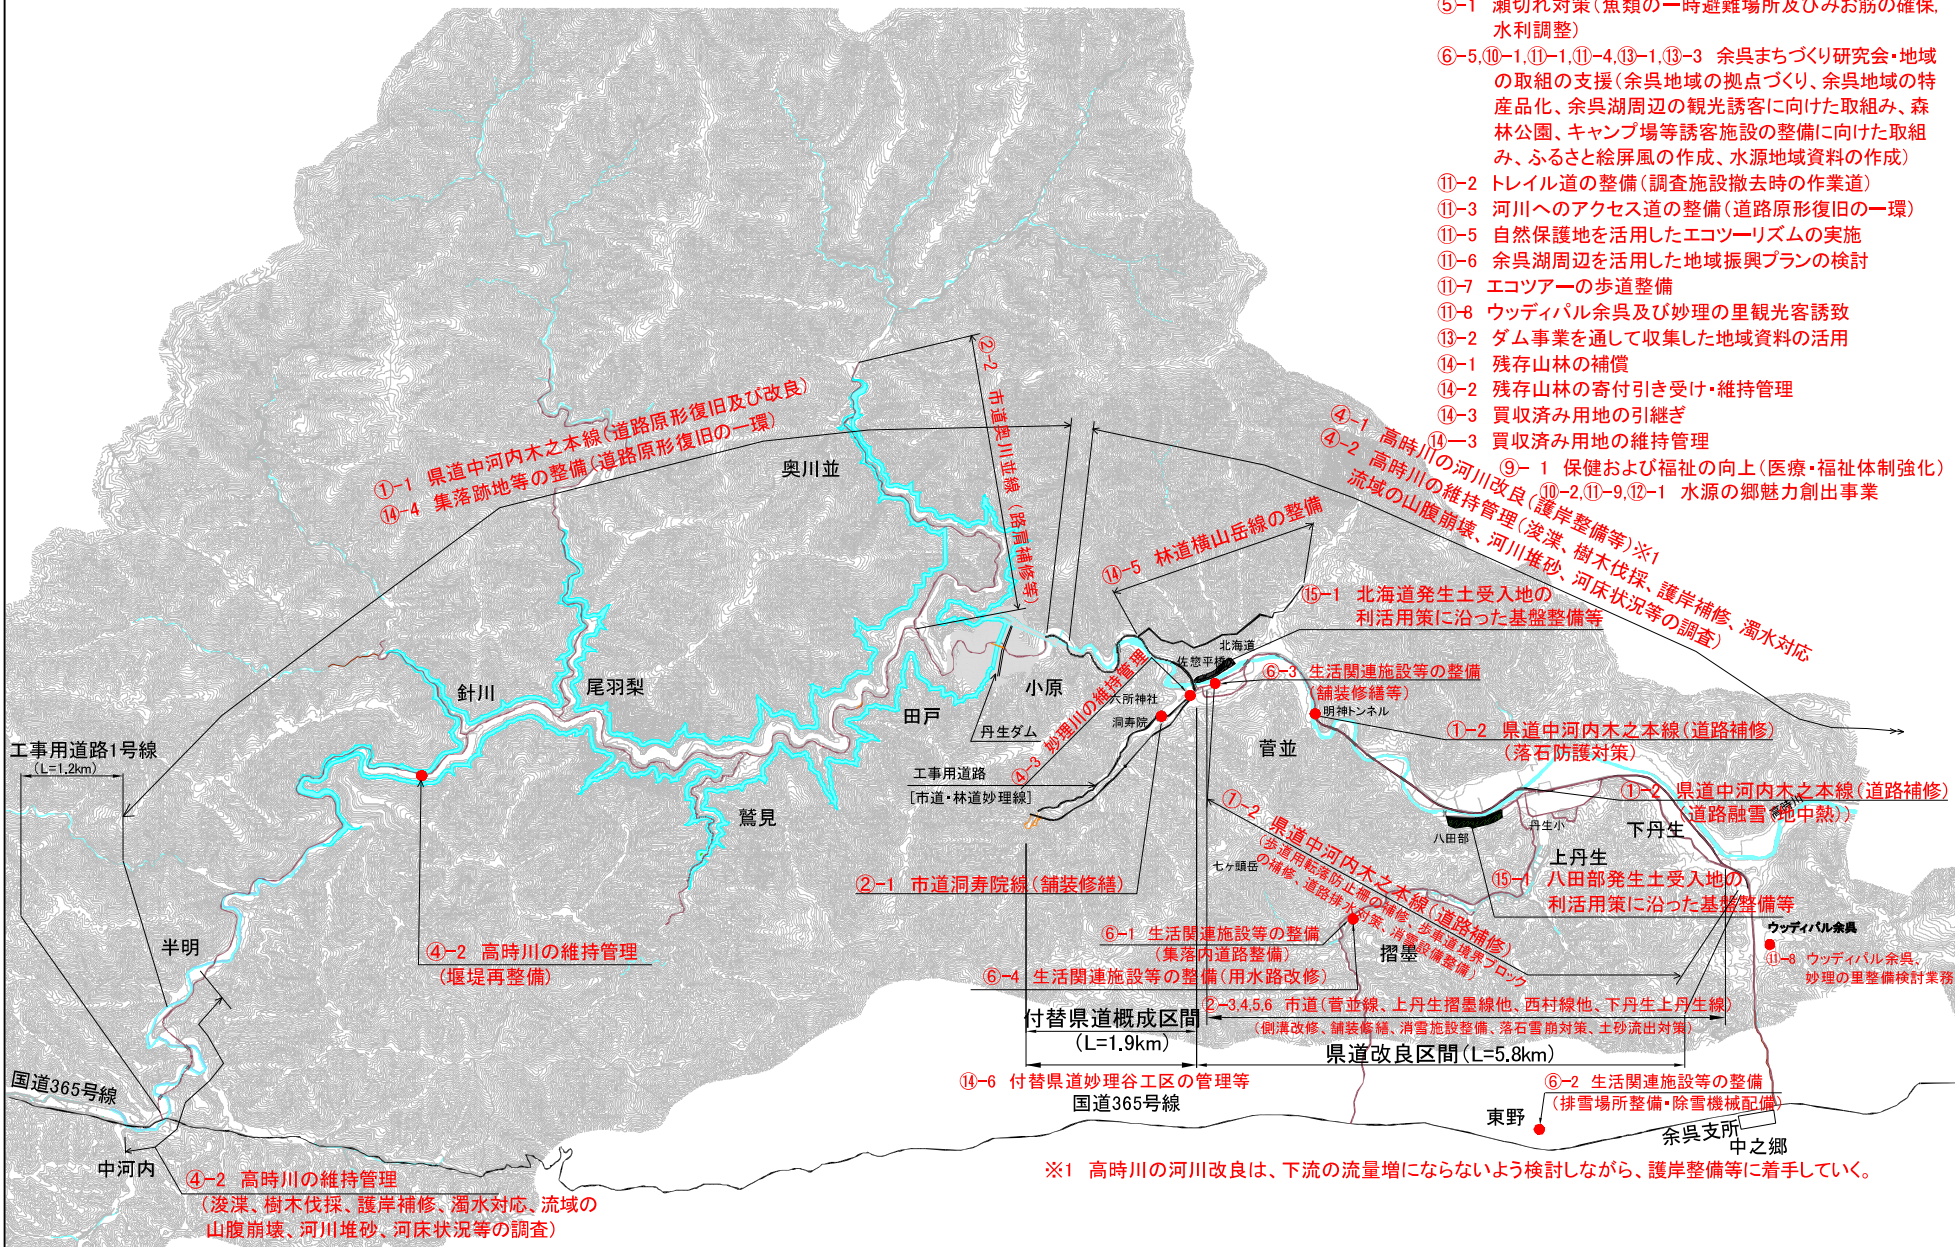 ⑤-1 瀬切れ対策(魚類の一時避難場所及びみお筋の確保,
水利調整)
⑥-5,⑩-1,⑪-1,⑪-4,⑬-1,⑬-3 余呉まちづくり研究会・地域
の取組の支援(余呉地域の拠点づくり、余呉地域の特
産品化、余呉湖周辺の観光誘客に向けた取組み、森
林公園、キャンプ場等誘客施設の整備に向けた取組
み、ふるさと絵屏風の作成、水源地域資料の作成)
⑪-2 トレイル道の整備(調査施設撤去時の作業道)
⑪-3 河川へのアクセス道の整備(道路原形復旧の一環)
⑪-5 自然保護地を活用したエコツーリズムの実施
⑪-6 余呉湖周辺を活用した地域振興プランの検討
⑪-7 エコツアーの歩道整備
⑪-8 ウッディパル余呉及び妙理の里観光客誘致
⑬-2 ダム事業を通して収集した地域資料の活用
⑭-1 残存山林の補償
⑭-2 残存山林の寄付引き受け・維持管理
⑭-3 買収済み用地の引継ぎ
⑭-3 買収済み用地の維持管理
⑨-1 保健および福祉の向上(医療・福祉体制強化)
⑩-2,⑪-9,⑫-1 水源の郷魅力創出事業
④-1 高時川の河川改良(護岸整備等)※1
④-2 高時川の維持管理(浚渫、樹木伐採、護岸補修、濁水対応
流域の山腹崩壊、河川堆砂、河床状況等の調査)
①-1 県道中河内木之本線(道路原形復旧及び改良)
⑭-4 集落跡地等の整備(道路原形復旧の一環)
②-2 市道奥川並線(路肩補修等)
奥川並
⑭-5 林道横山岳線の整備
⑮-1 北海道発生土受入地の
利活用策に沿った基盤整備等
北海道
佐惣平橋
⑥-3 生活関連施設等の整備
(舗装修繕等)
六所神社
洞寿院
明神トンネル
針川
尾羽梨
田戸
小原
丹生ダム
④-3 妙理川の維持管理
菅並
①-2 県道中河内木之本線(道路補修)
(落石防護対策)
工事用道路1号線
(L=1.2km)
工事用道路
[市道・林道妙理線]
①-2 県道中河内木之本線(道路補修)
(道路融雪(地中熱))
高時川
鷲見
①-2 県道中河内木之本線(道路補修)
(歩道用転落防止柵の補修、歩車道境界ブロック
の補修、道路排水対策、消雪設備整備)
八田部
丹生小
下丹生
上丹生
七ヶ頭岳
②-1 市道洞寿院線(舗装修繕)
⑮-1 八田部発生土受入地の
利活用策に沿った基盤整備等
半明
④-2 高時川の維持管理
(堰堤再整備)
⑥-1 生活関連施設等の整備
(集落内道路整備)
摺墨
⑥-4 生活関連施設等の整備(用水路改修)
ウッディパル余呉
⑪-8 ウッディパル余呉、
妙理の里整備検討業務
②-3,4,5,6 市道(菅並線、上丹生摺墨線他、西村線他、下丹生上丹生線)
(側溝改修、舗装修繕、消雪施設整備、落石雪崩対策、土砂流出対策)
付替県道概成区間
(L=1.9km)
県道改良区間(L=5.8km)
⑭-6 付替県道妙理谷工区の管理等
国道365号線
⑥-2 生活関連施設等の整備
(排雪場所整備・除雪機械配備)
東野
余呉支所
中之郷
国道365号線
中河内
④-2 高時川の維持管理
(浚渫、樹木伐採、護岸補修、濁水対応、流域の
山腹崩壊、河川堆砂、河床状況等の調査)
※1 高時川の河川改良は、下流の流量増にならないよう検討しながら、護岸整備等に着手していく。